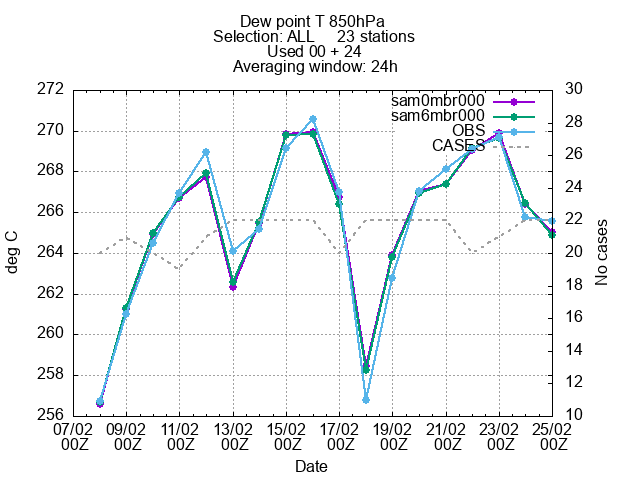 Dew point T 850hPa
Selection: ALL 23 stations
Used 00 + 24
Averaging window: 24h
272
270
268
266
264
262
260
258
256
deg C
30
28
26
24
22
20
18
16
14
12
10
No cases
sam0mbr000
sam6mbr000
OBS
CASES
07/02 09/02 11/02 13/02 15/02 17/02 19/02 21/02 23/02 25/02
00Z 00Z 00Z 00Z 00Z 00Z 00Z 00Z 00Z 00Z
Date